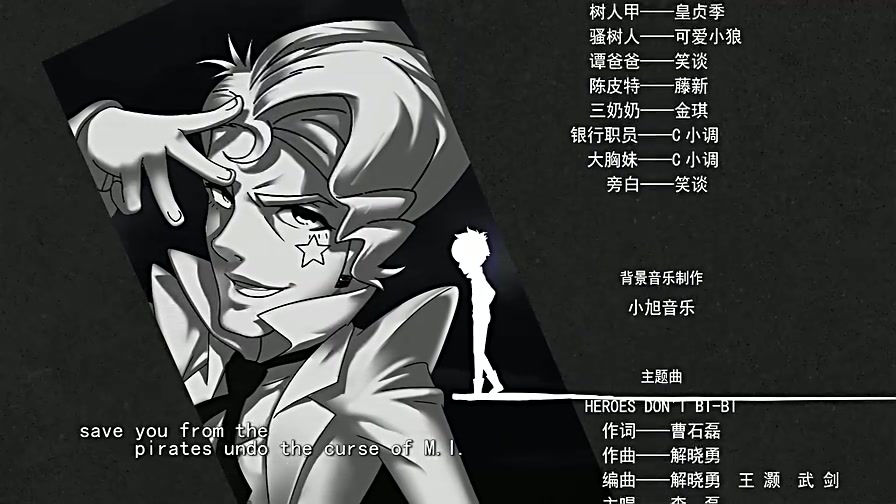 树人甲——皇贞季
骚树人——可爱小狼
谭爸爸——笑谈
陈皮特——藤新
三奶奶——金琪
银行职员——C小调
大胸妹——C小调
旁白——笑谈
背景音乐制作
小旭音乐
主题曲
HEROES DON'T BI-BI
作词——曹石磊
作曲——解晓勇
编曲——解晓勇 王 灏 武 剑
save you from the
pirates undo the curse of M.I.